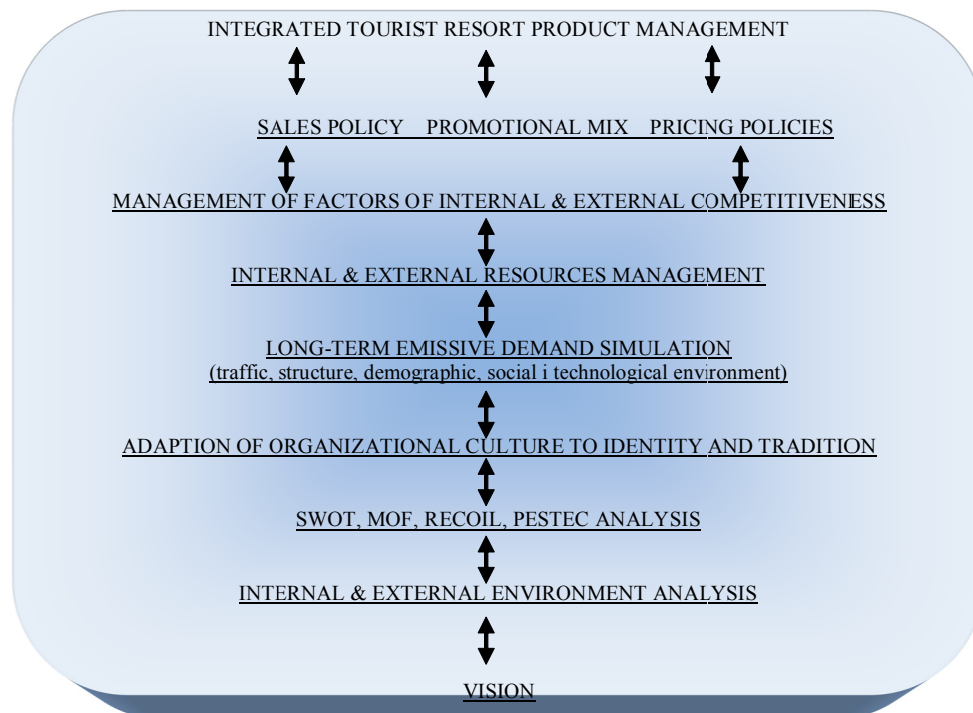 INTEGRATED TOURIST RESORT PRODUCT MANAGEMENT
SALES POLICY PROMOTIONAL MIX PRICING POLICIES
MANAGEMENT OF FACTORS OF INTERNAL & EXTERNAL COMPETITIVENESS
INTERNAL & EXTERNAL RESOURCES MANAGEMENT
LONG-TERM EMISSIVE DEMAND SIMULATION
(traffic, structure, demographic, social i technological environment)
ADAPTION OF ORGANIZATIONAL CULTURE TO IDENTITY AND TRADITION
SWOT, MOF, RECOIL, PESTEC ANALYSIS
INTERNAL & EXTERNAL ENVIRONMENT ANALYSIS
VISION